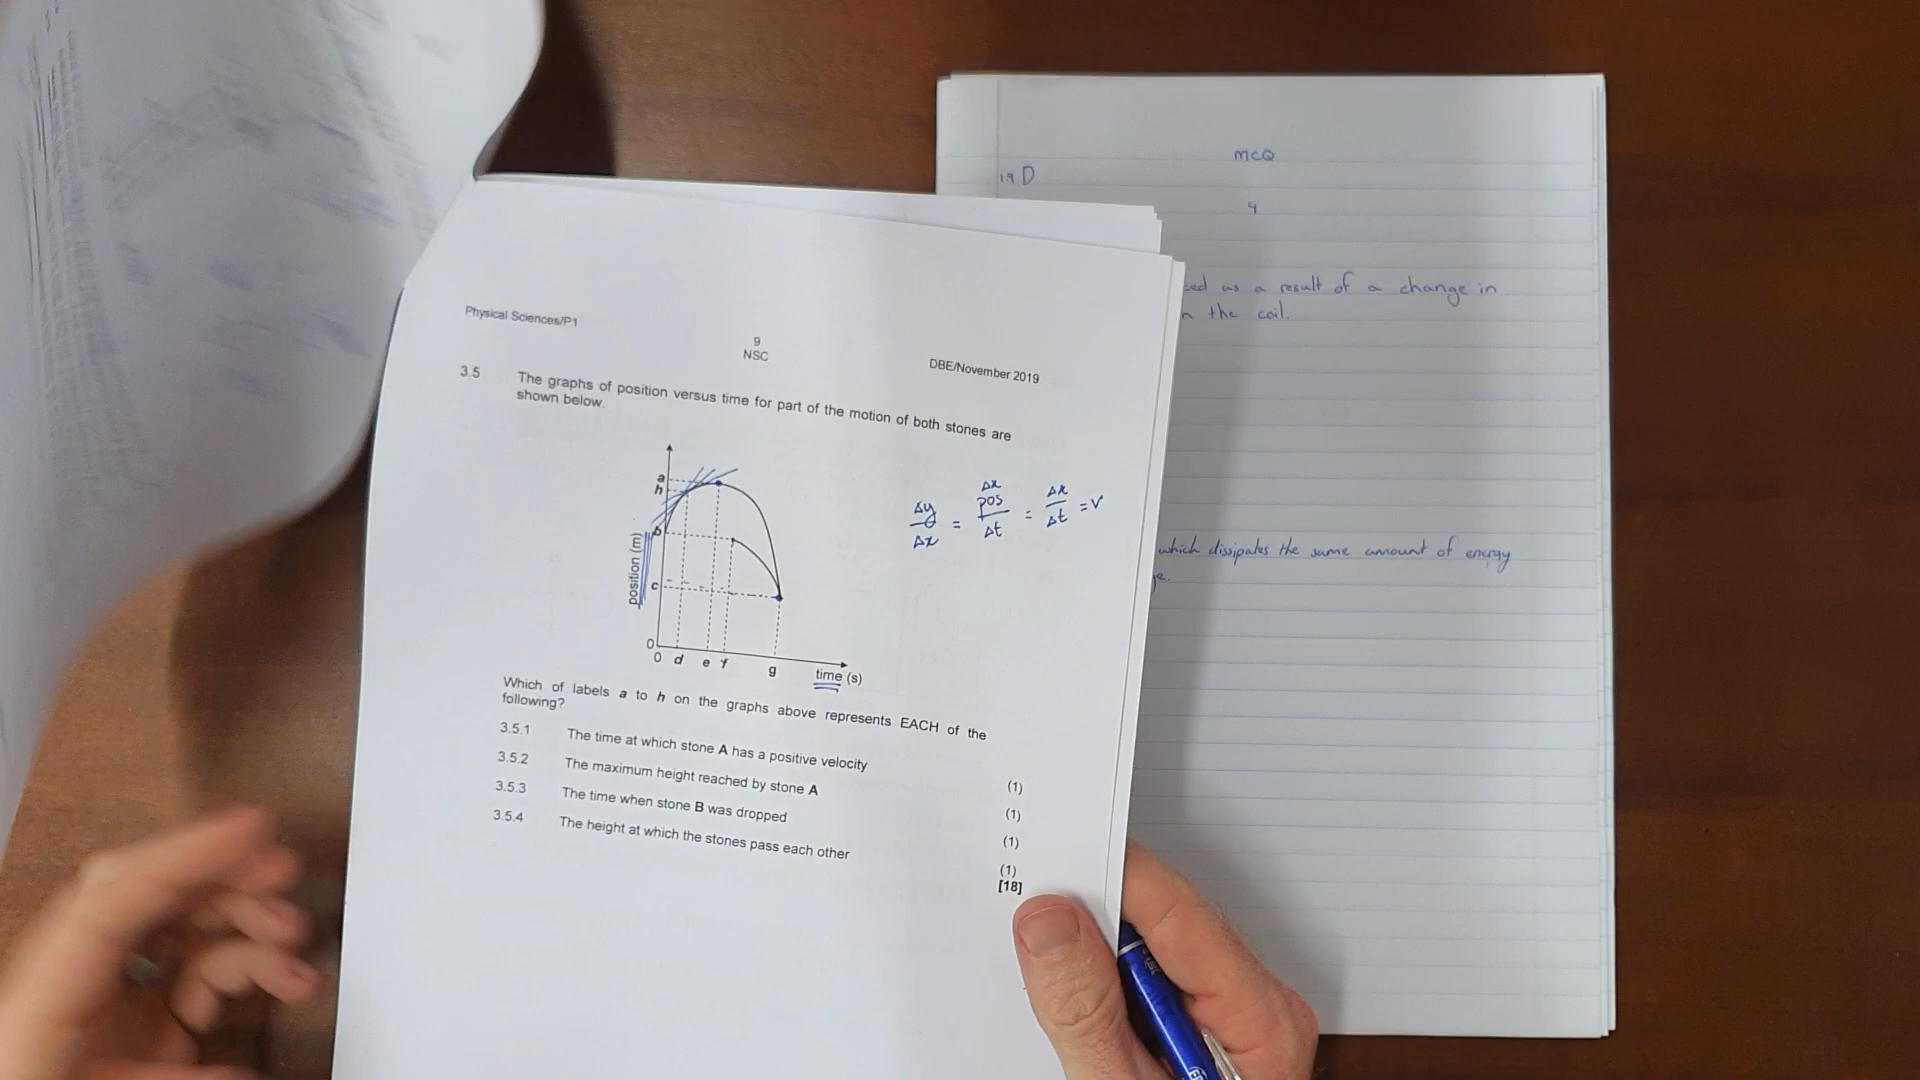 Physical Sciences/P1
9
NSC
DBE/November 2019
3.5 The graphs of position versus time for part of the motion of both stones are
shown below.
a
h
b
c
0
0 d e f g time (s)
position (m)
Δy/Δx = Δx pos/Δt = Δx/Δt = v
Which of labels a to h on the graphs above represents EACH of the
following?
3.5.1 The time at which stone A has a positive velocity (1)
3.5.2 The maximum height reached by stone A (1)
3.5.3 The time when stone B was dropped (1)
3.5.4 The height at which the stones pass each other (1)
[18]
MCQ
1.9 D
4
as a result of a change in
the coil.
which dissipates the same amount of energy